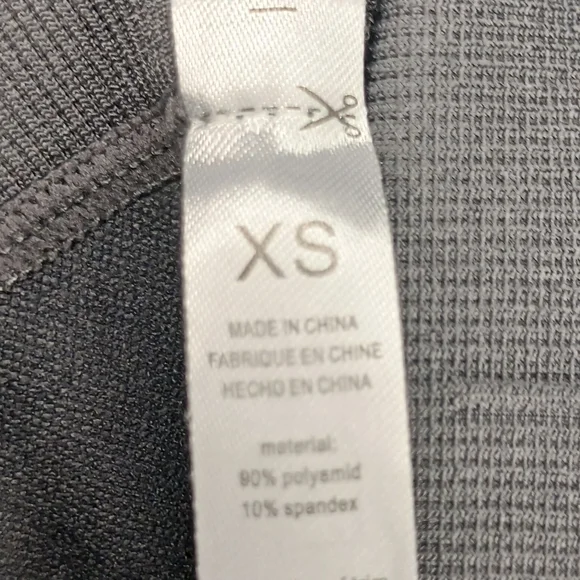 XS
MADE IN CHINA
FABRIQUE EN CHINE
HECHO EN CHINA
material:
90% polyamid
10% spandex